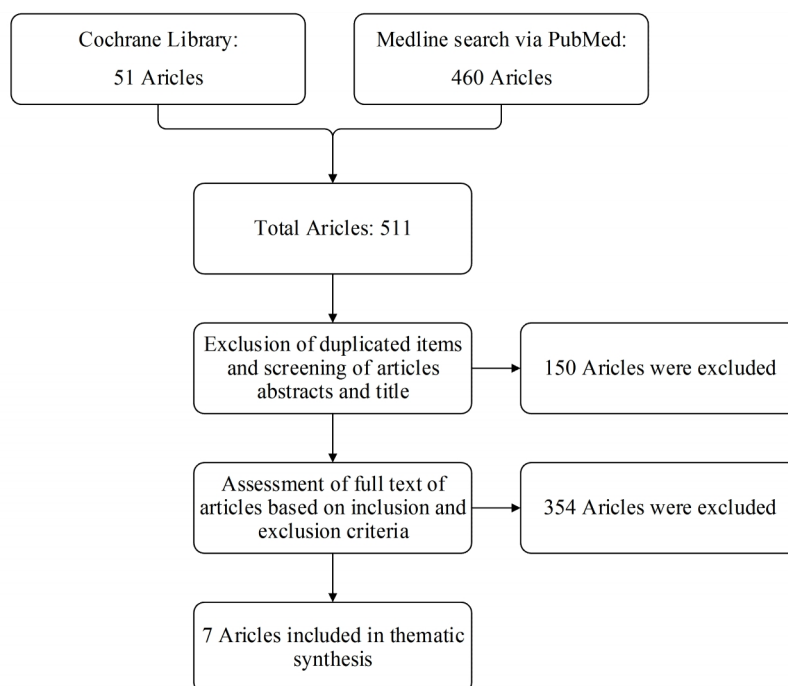 Cochrane Library:
51 Aricles
Medline search via PubMed:
460 Aricles
Total Aricles: 511
Exclusion of duplicated items
and screening of articles
abstracts and title
150 Aricles were excluded
Assessment of full text of
articles based on inclusion and
exclusion criteria
354 Aricles were excluded
7 Aricles included in thematic
synthesis